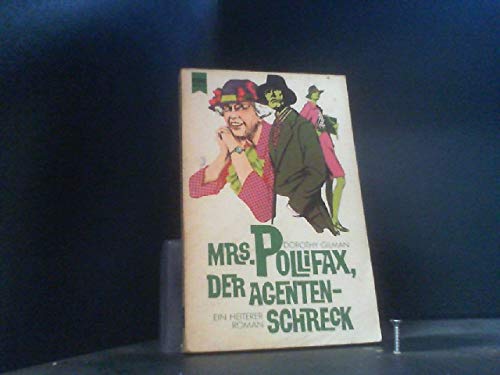 DOROTHY GILMAN
MRS. POLLIFAX,
DER AGENTEN-
SCHRECK
EIN HEITERER
ROMAN